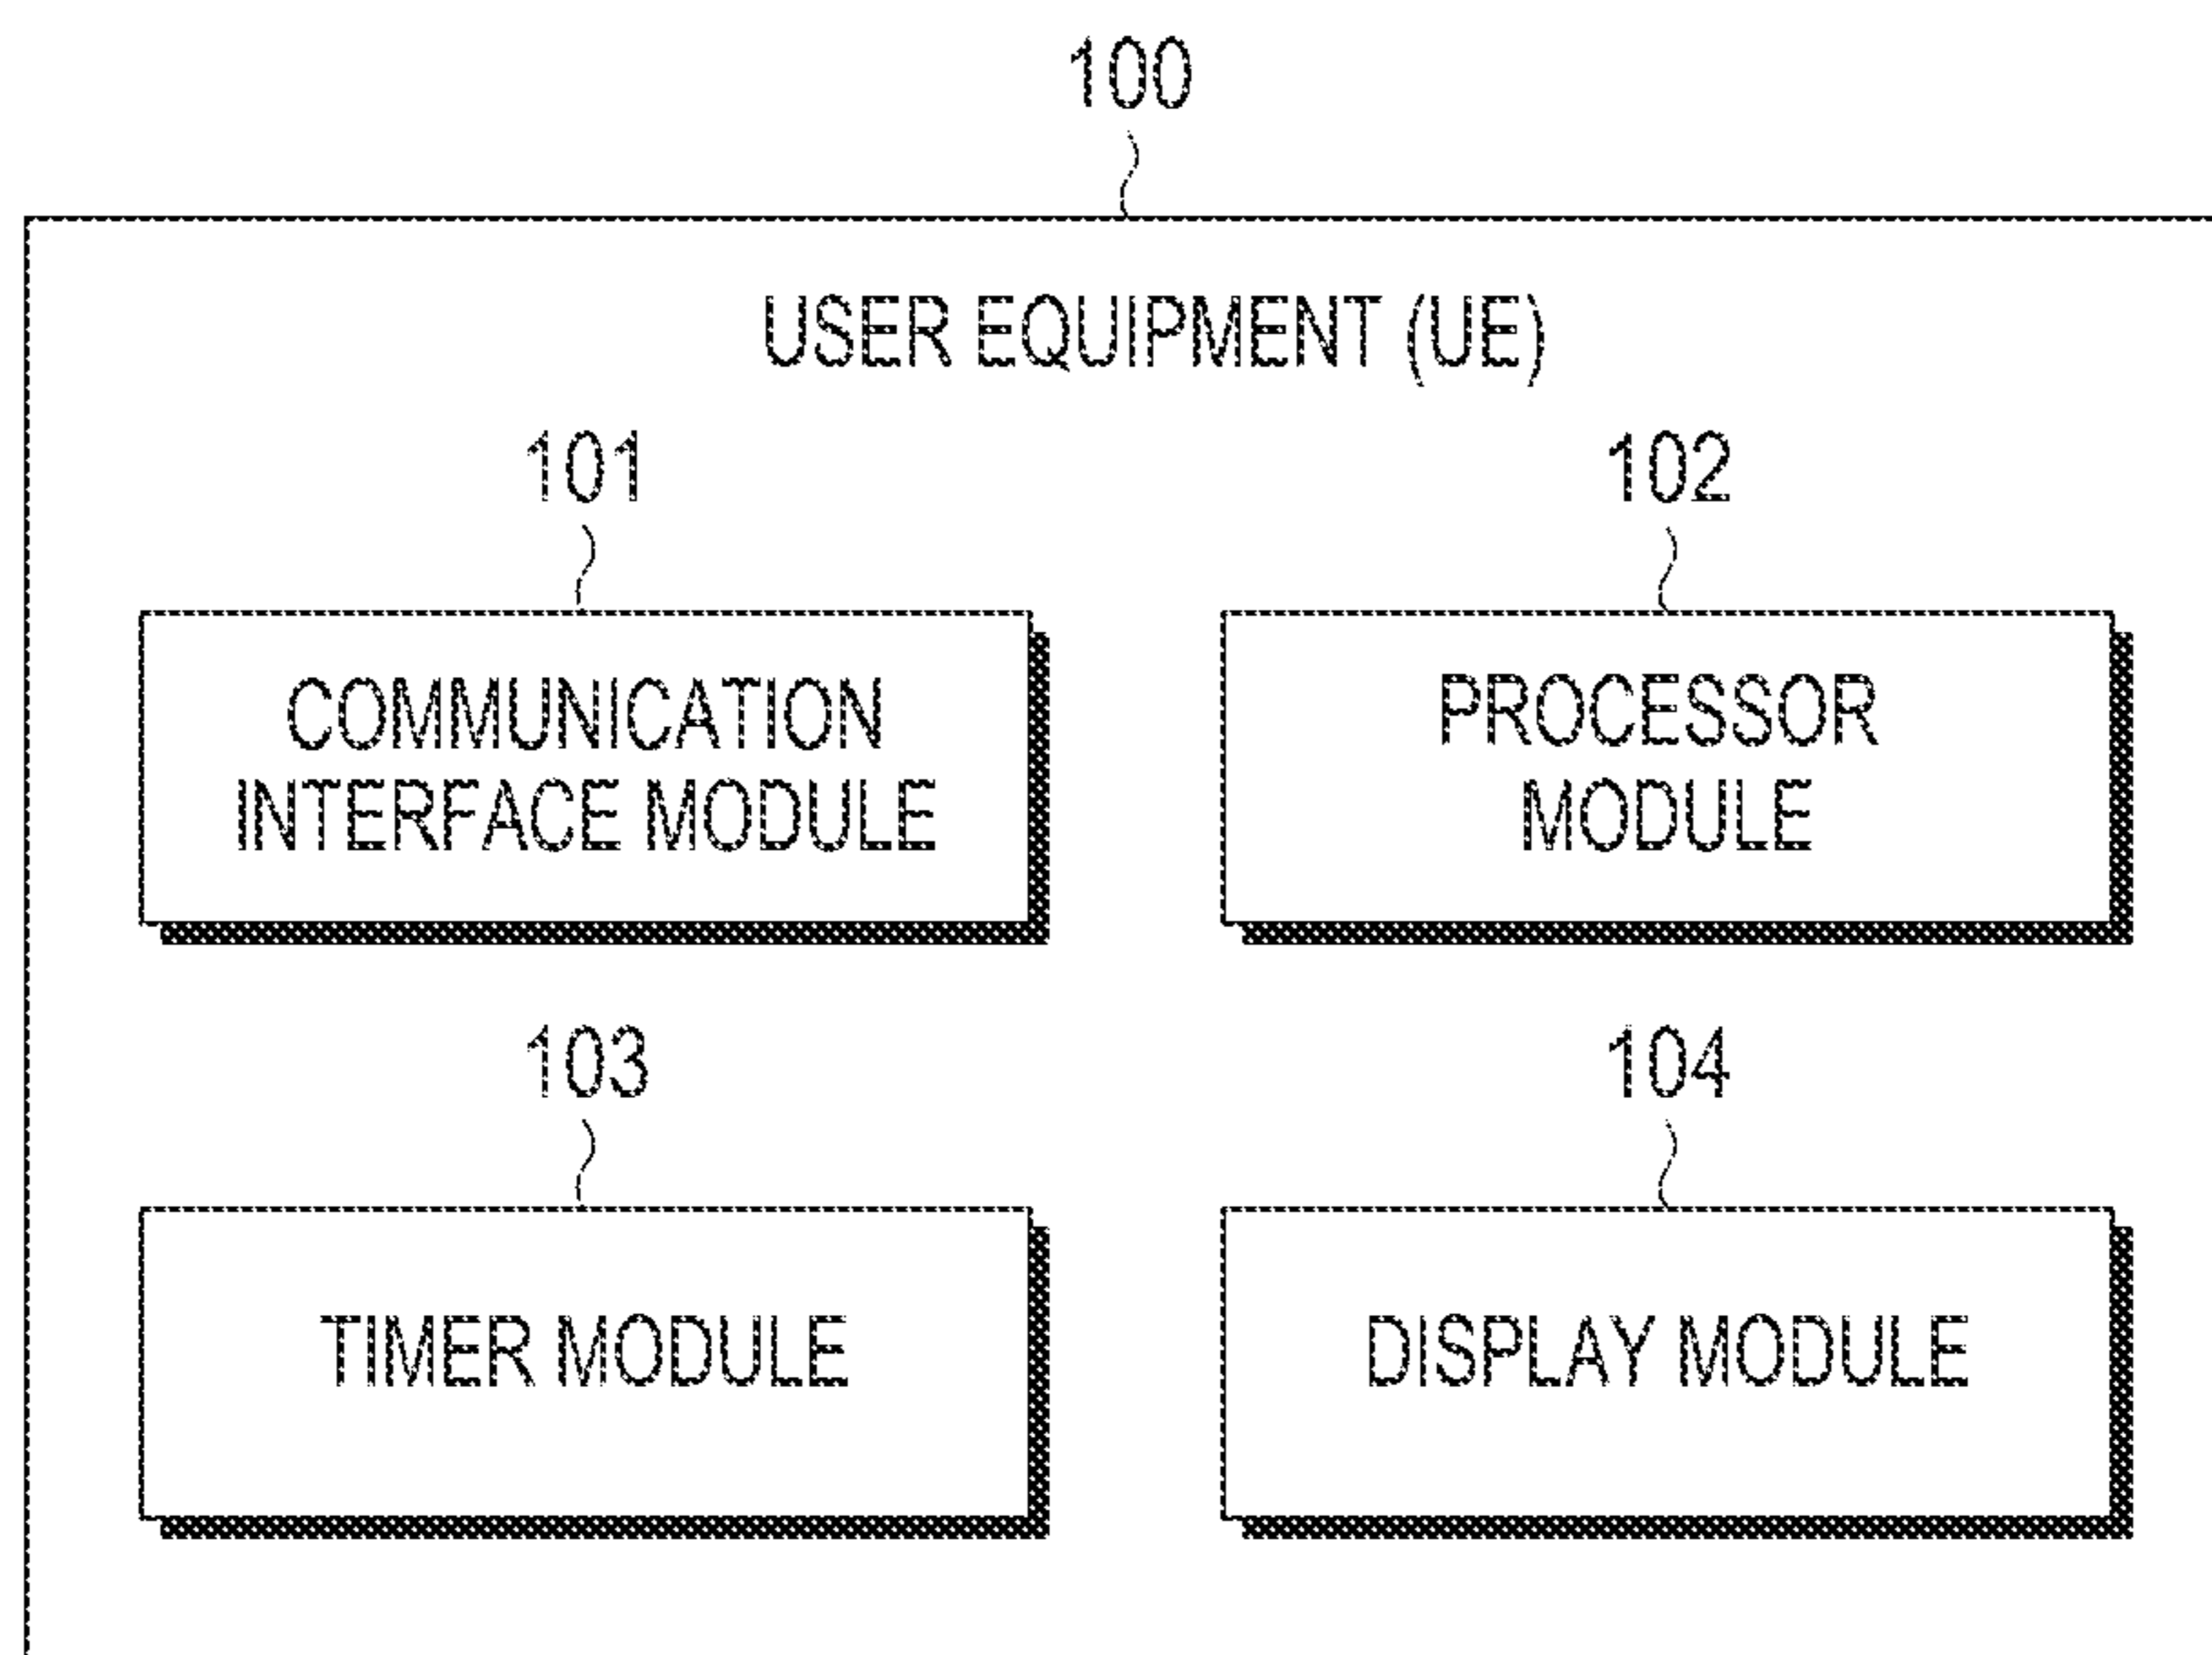 100
USER EQUIPMENT (UE)
101
102
COMMUNICATION
INTERFACE MODULE
PROCESSOR
MODULE
103
104
TIMER MODULE
DISPLAY MODULE